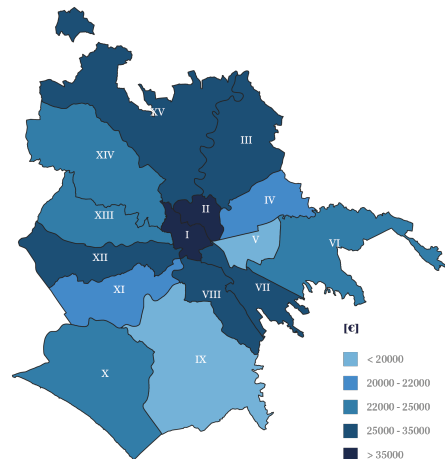 XV
III
XIV
IV
II
XIII
I
V
VI
XII
XI
VIII
VII
IX
X
[€]
< 20000
20000 - 22000
22000 - 25000
25000 - 35000
> 35000